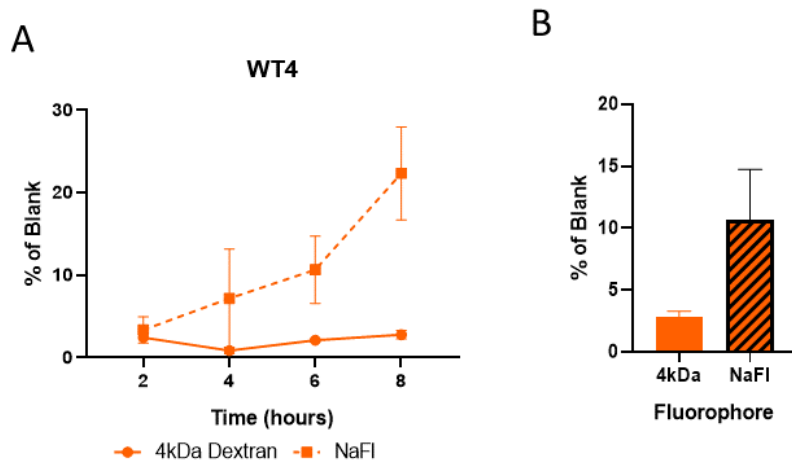 A
WT4
% of Blank
30
20
10
0
2 4 6 8
Time (hours)
4kDa Dextran NaFl
B
% of Blank
20
15
10
5
0
4kDa NaFl
Fluorophore